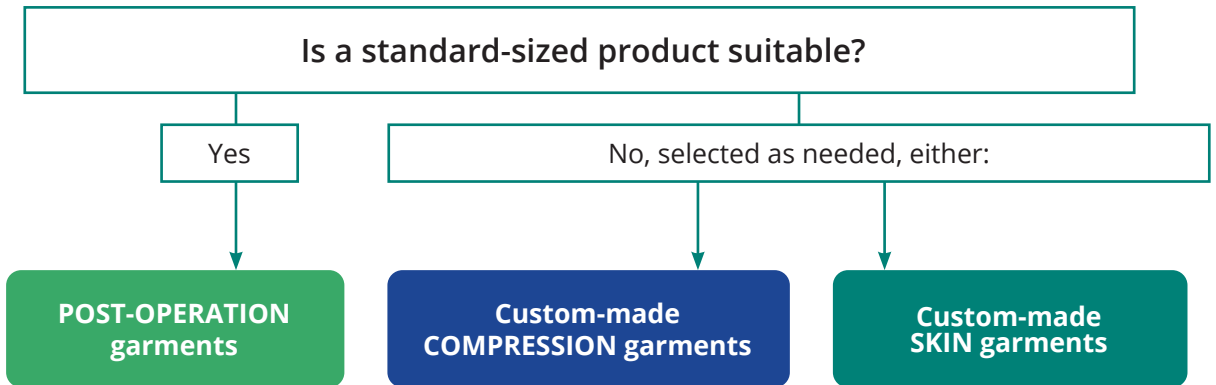 Is a standard-sized product suitable?
Yes
No, selected as needed, either:
POST-OPERATION
garments
Custom-made
COMPRESSION garments
Custom-made
SKIN garments